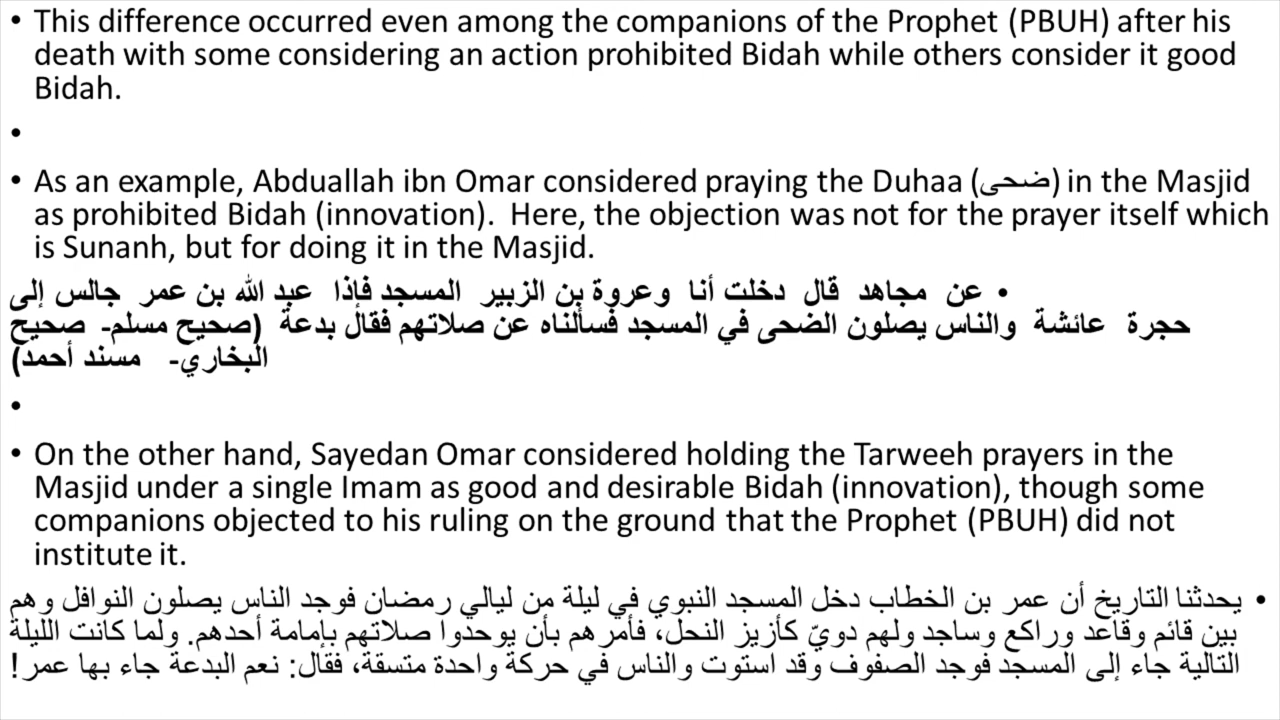 • This difference occurred even among the companions of the Prophet (PBUH) after his
death with some considering an action prohibited Bidah while others consider it good
Bidah.
•
• As an example, Abduallah ibn Omar considered praying the Duhaa (ضحى) in the Masjid
as prohibited Bidah (innovation). Here, the objection was not for the prayer itself which
is Sunanh, but for doing it in the Masjid.
• عن مجاهد قال دخلت أنا وعروة بن الزبير المسجد فإذا عبد الله بن عمر جالس إلى
حجرة عائشة والناس يصلون الضحى في المسجد فسألناه عن صلاتهم فقال بدعة (صحيح مسلم- صحيح
البخاري- مسند أحمد)
•
• On the other hand, Sayedan Omar considered holding the Tarweeh prayers in the
Masjid under a single Imam as good and desirable Bidah (innovation), though some
companions objected to his ruling on the ground that the Prophet (PBUH) did not
institute it.
• يحدثنا التاريخ أن عمر بن الخطاب دخل المسجد النبوي في ليلة من ليالي رمضان فوجد الناس يصلون النوافل وهم
بين قائم وقاعد وراكع وساجد ولهم دويّ كأزيز النحل، فأمرهم بأن يوحدوا صلاتهم بإمامة أحدهم. ولما كانت الليلة
التالية جاء إلى المسجد فوجد الصفوف وقد استوت والناس في حركة واحدة متسقة، فقال: نعم البدعة جاء بها عمر!